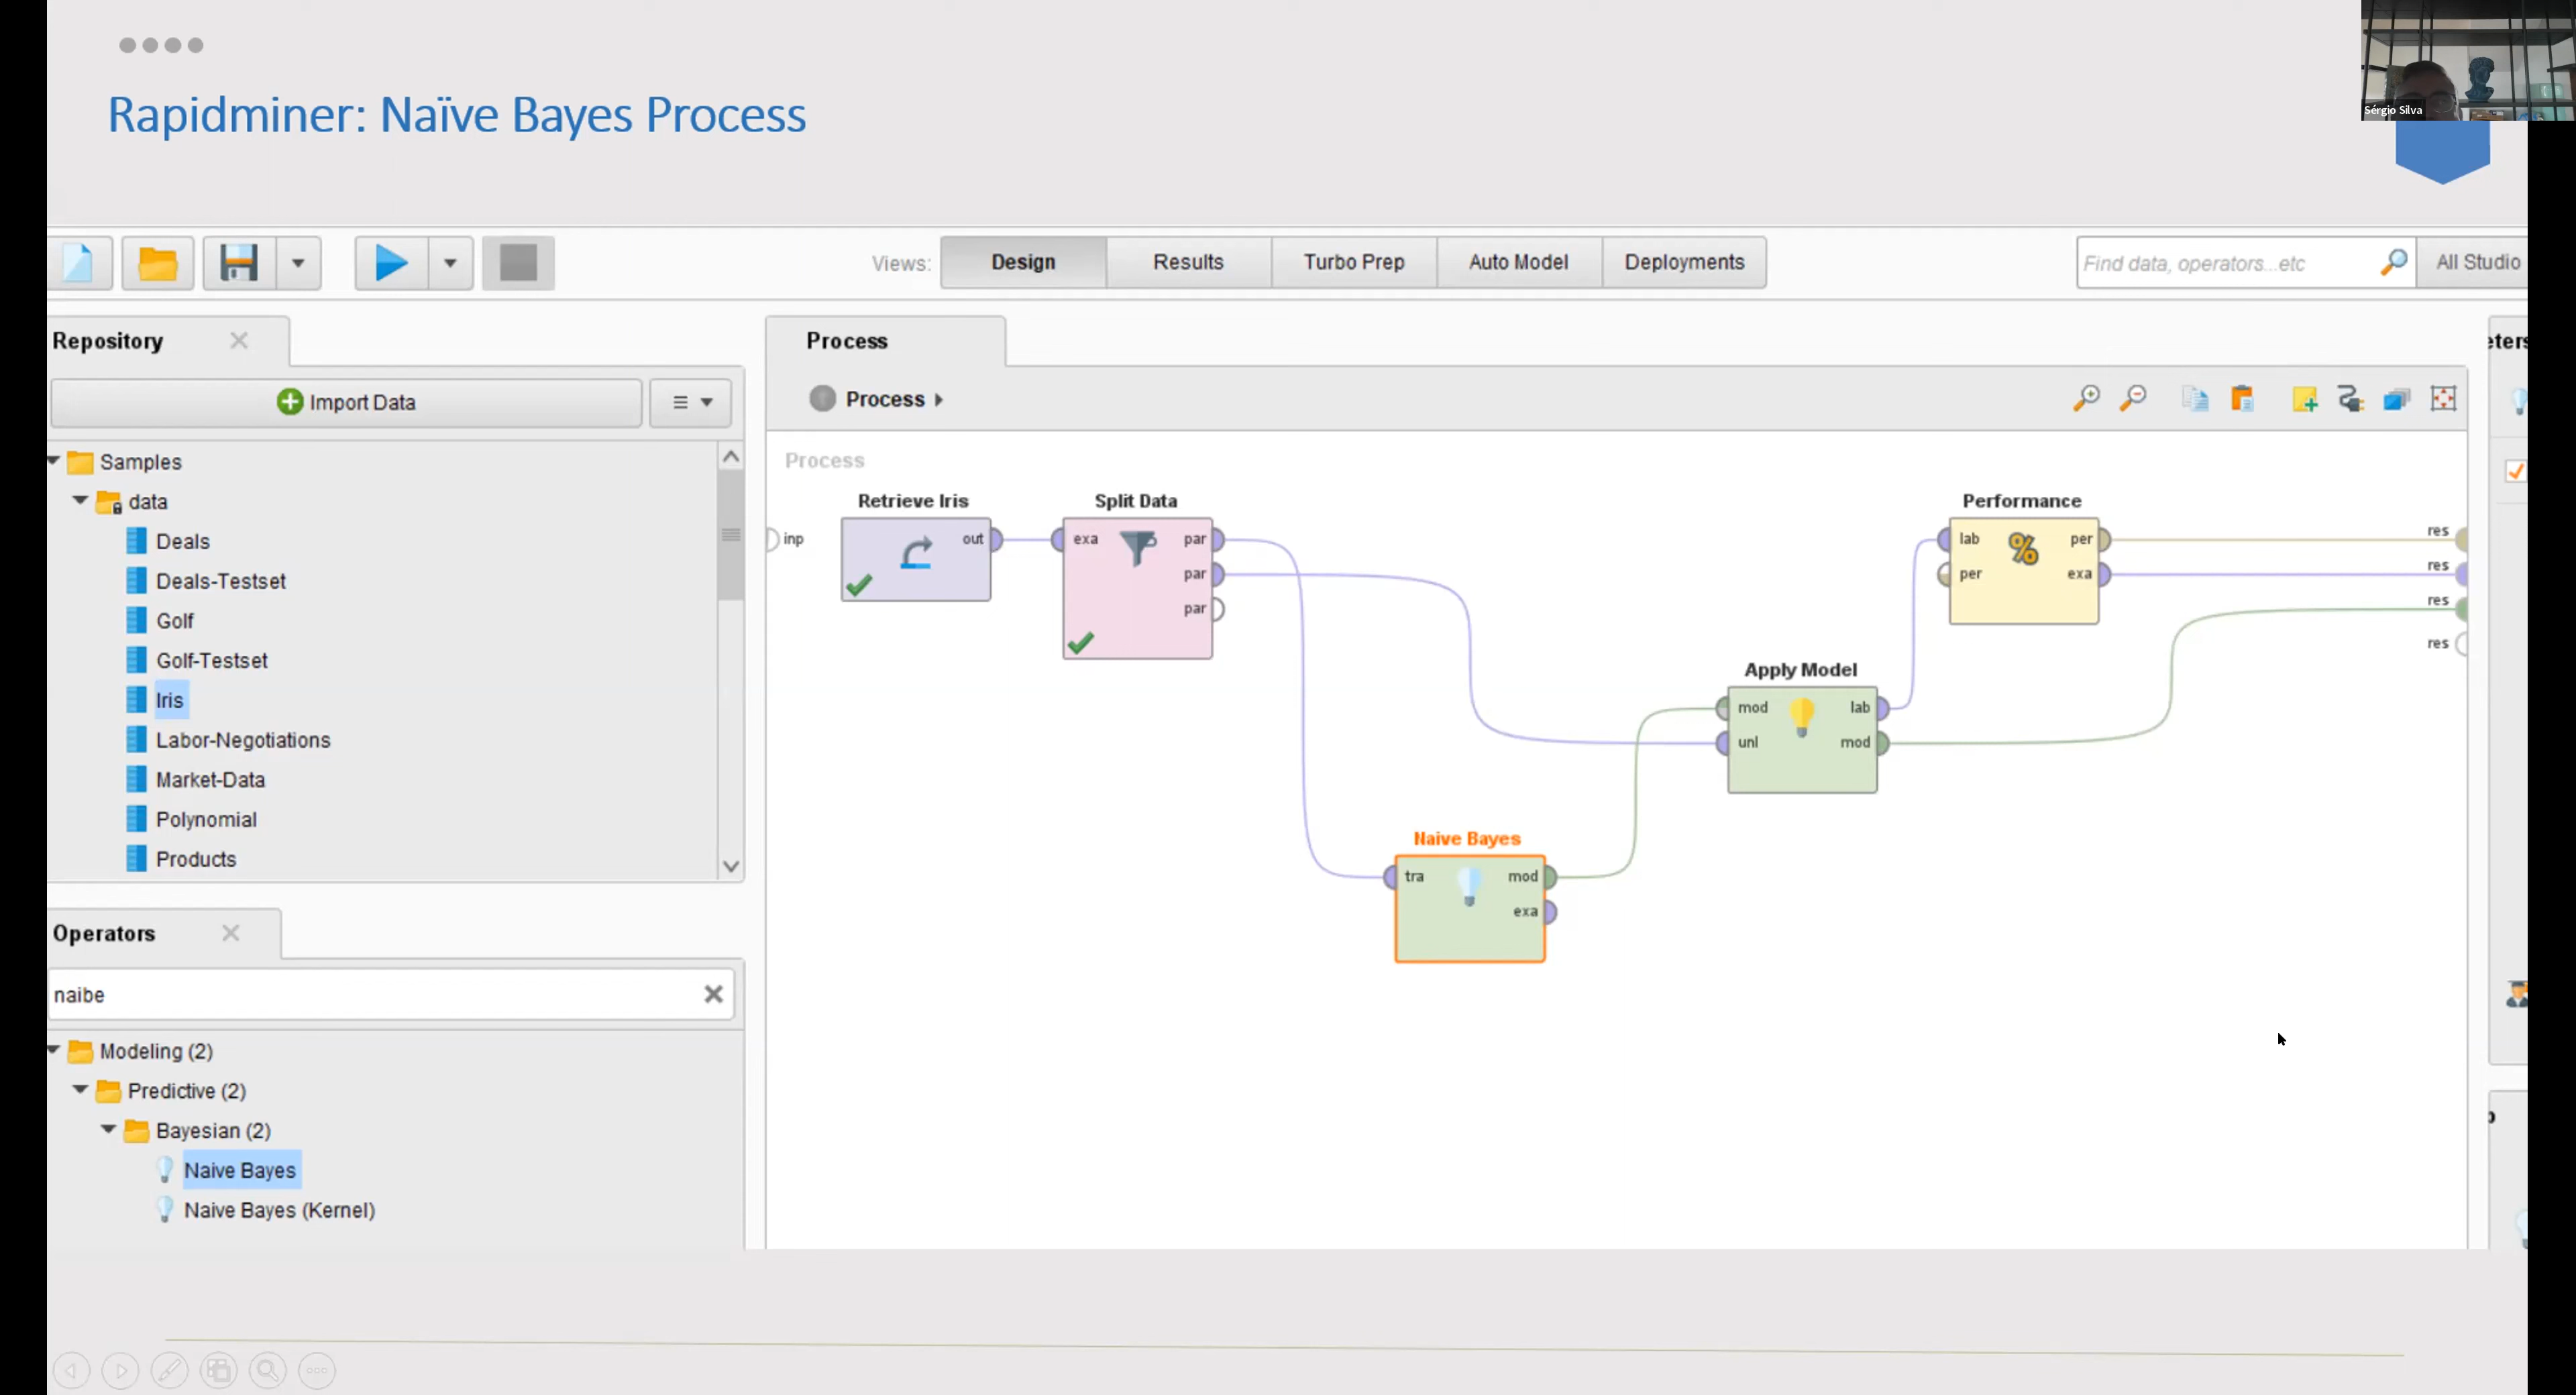 Rapidminer: Naïve Bayes Process
Sérgio Silva
Views:
Design
Results
Turbo Prep
Auto Model
Deployments
Find data, operators...etc
All Studio
Repository
Import Data
Samples
data
Deals
Deals-Testset
Golf
Golf-Testset
Iris
Labor-Negotiations
Market-Data
Polynomial
Products
Operators
naibe
Modeling (2)
Predictive (2)
Bayesian (2)
Naive Bayes
Naive Bayes (Kernel)
Process
Process
Process
inp
Retrieve Iris
out
Split Data
exa
par
par
par
Naive Bayes
tra
mod
exa
Apply Model
mod
lab
unl
mod
Performance
lab
per
per
exa
res
res
res
res
eters